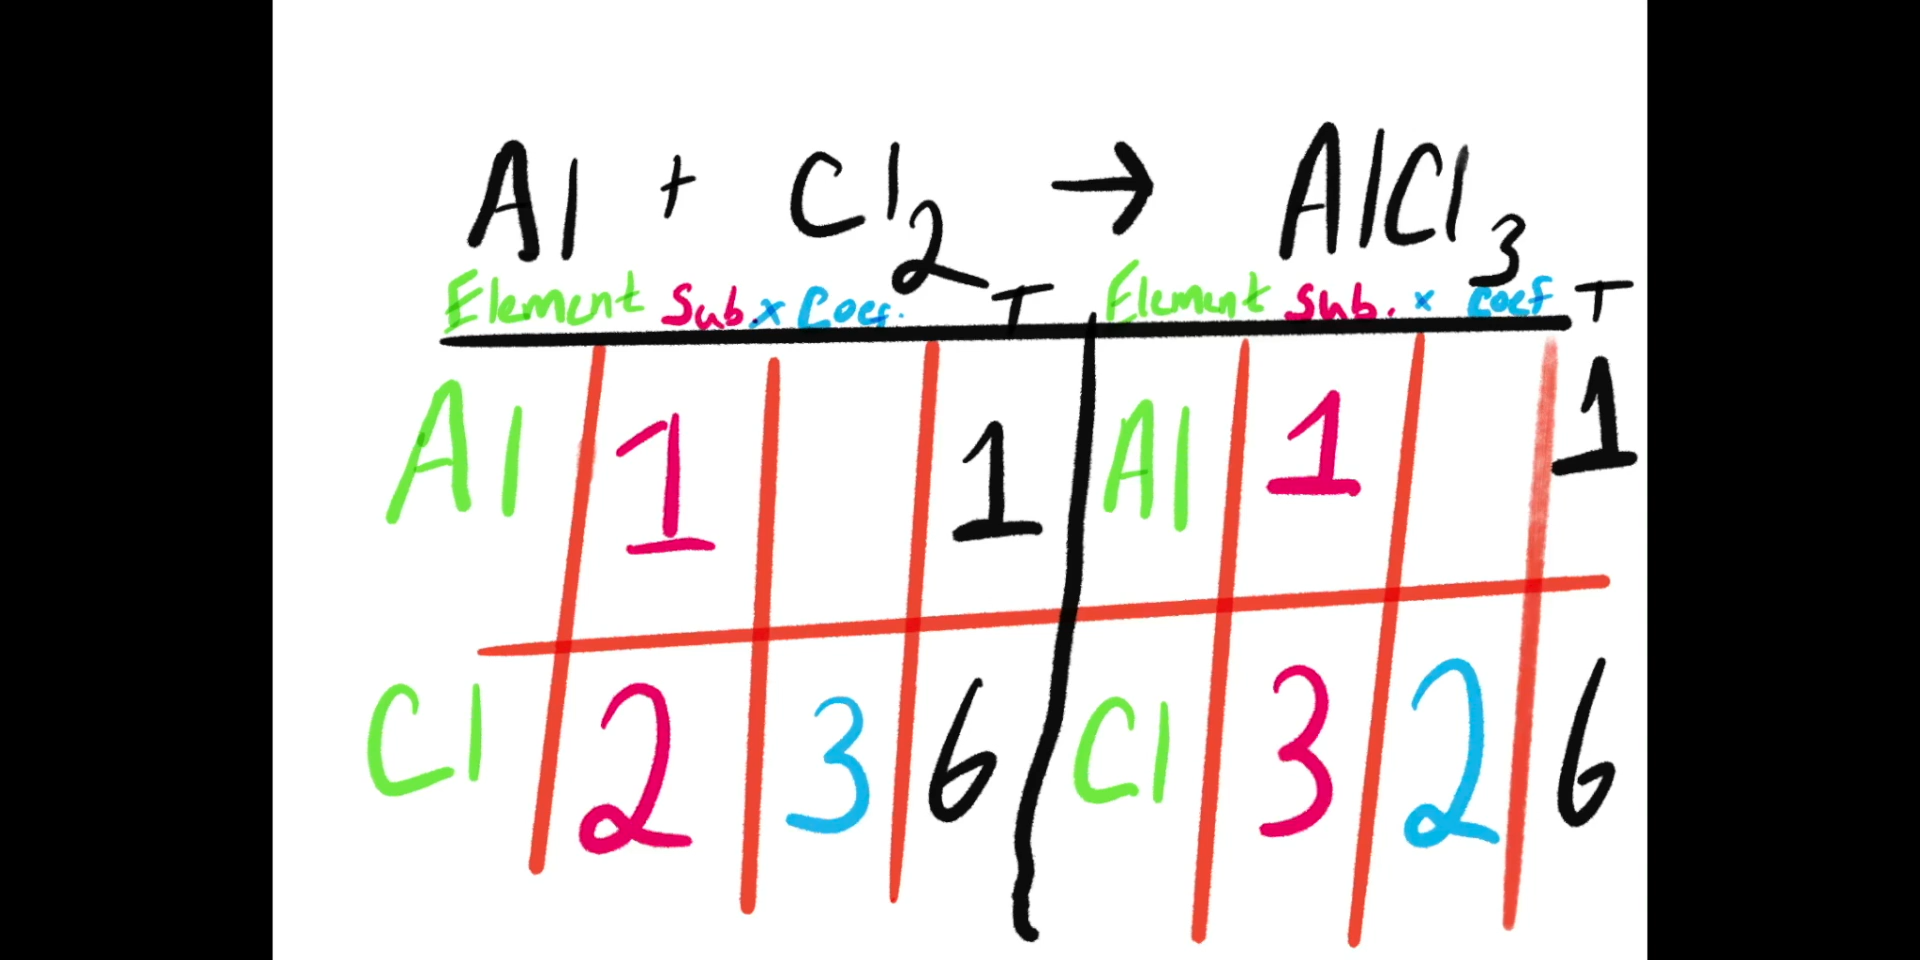 Al + Cl₂ → AlCl₃
Element Sub. x Coef. T Element Sub. x Coef T
Al 1 1 Al 1 1
Cl 2 3 6 Cl 3 2 6